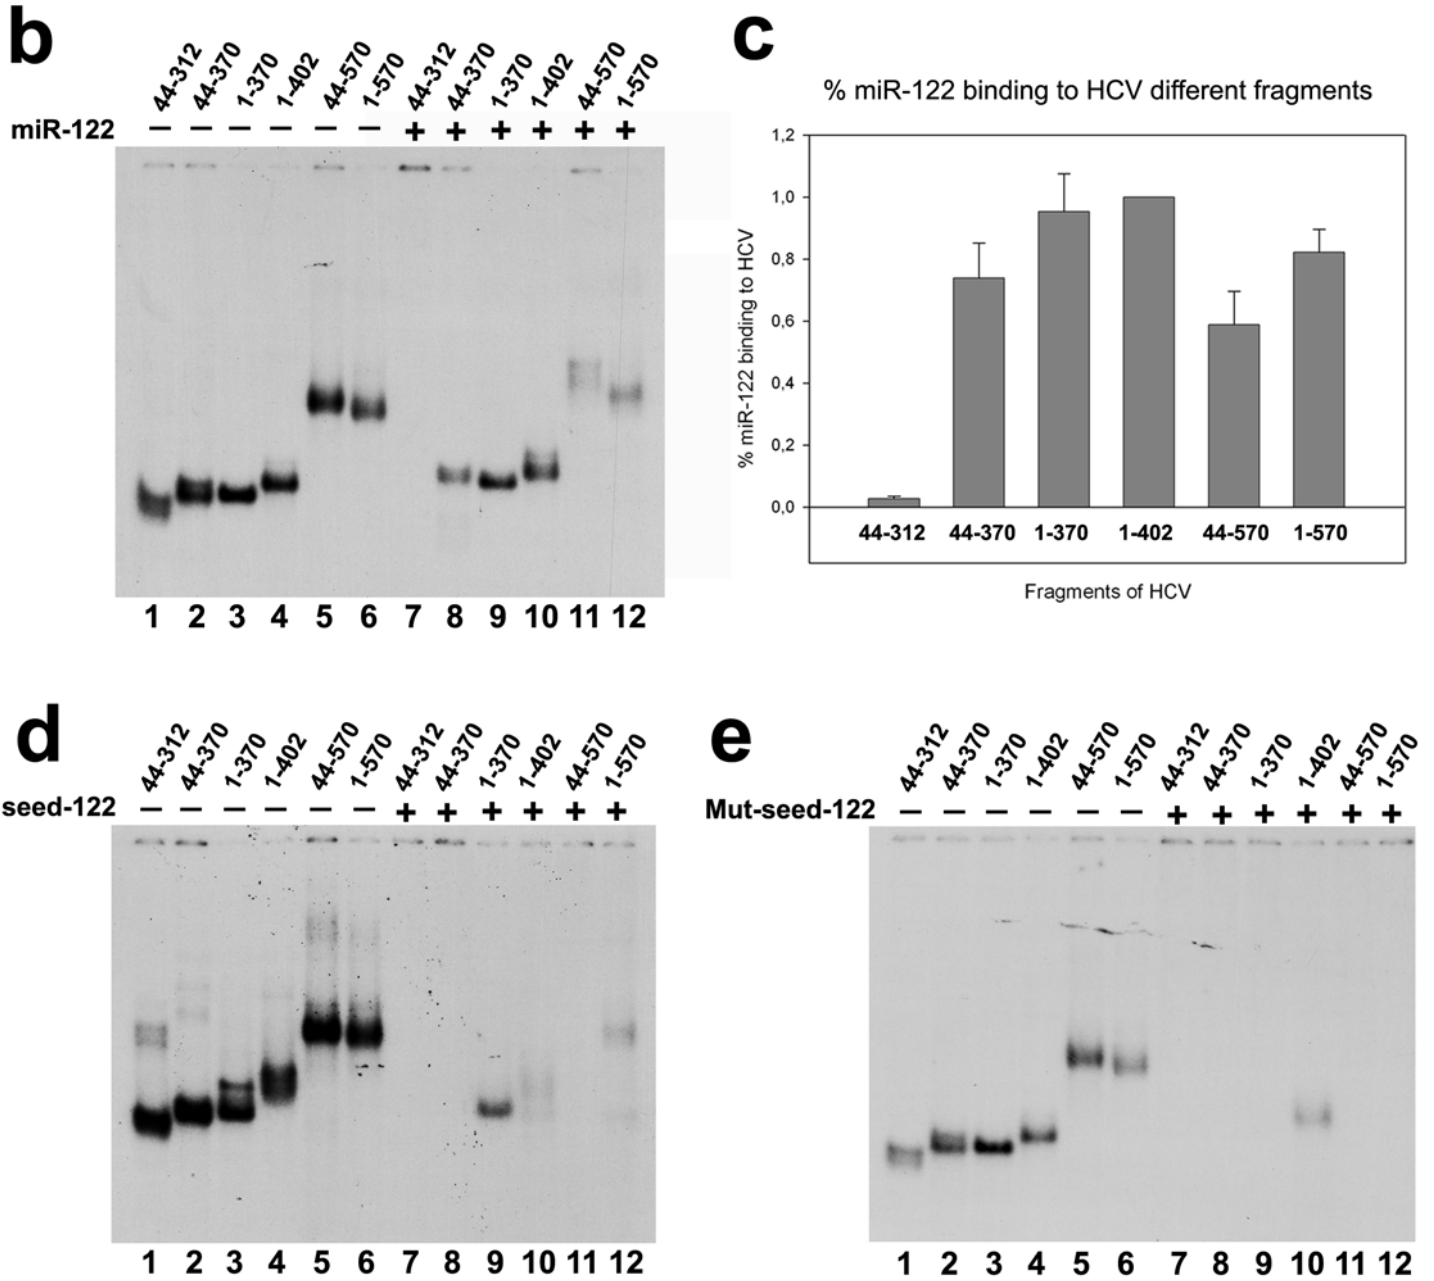 b
44-312 44-370 1-370 1-402 44-570 1-570 44-312 44-370 1-370 1-402 44-570 1-570
miR-122 − − − − − − + + + + + +
1 2 3 4 5 6 7 8 9 10 11 12
c
% miR-122 binding to HCV different fragments
% miR-122 binding to HCV
1,2
1,0
0,8
0,6
0,4
0,2
0,0
44-312 44-370 1-370 1-402 44-570 1-570
Fragments of HCV
d
44-312 44-370 1-370 1-402 44-570 1-570 44-312 44-370 1-370 1-402 44-570 1-570
seed-122 − − − − − − + + + + + +
1 2 3 4 5 6 7 8 9 10 11 12
e
44-312 44-370 1-370 1-402 44-570 1-570 44-312 44-370 1-370 1-402 44-570 1-570
Mut-seed-122 − − − − − − + + + + + +
1 2 3 4 5 6 7 8 9 10 11 12